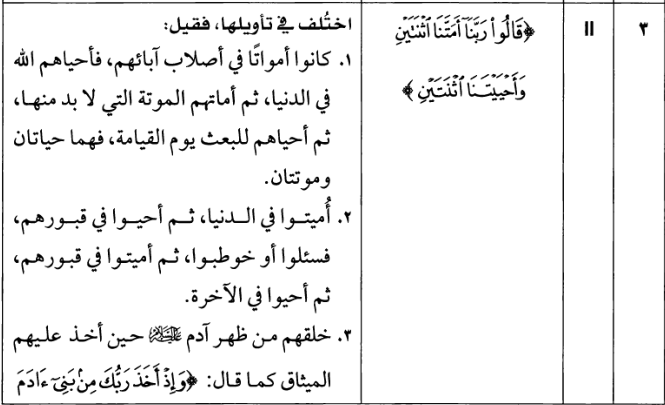 ٣
١١
﴿قَالُوا۟ رَبَّنَآ أَمَتَّنَا ٱثْنَتَيْنِ
وَأَحْيَيْتَنَا ٱثْنَتَيْنِ﴾
اختُلف في تأويلها، فقيل:
١. كانوا أمواتًا في أصلاب آبائهم، فأحياهم الله
في الدنيا، ثم أماتهم الموتة التي لا بد منها،
ثم أحياهم للبعث يوم القيامة، فهما حياتان
وموتتان.
٢. أُميتوا في الدنيا، ثم أحيوا في قبورهم،
فسئلوا أو خوطبوا، ثم أميتوا في قبورهم،
ثم أحيوا في الآخرة.
٣. خلقهم من ظهر آدم عليه السلام حين أخذ عليهم
الميثاق كما قال: ﴿وَإِذْ أَخَذَ رَبُّكَ مِنۢ بَنِىٓ ءَادَمَ